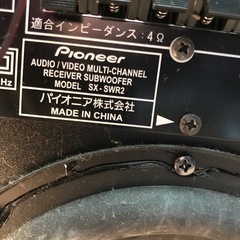 適合インピーダンス:4Ω
Pioneer
AUDIO / VIDEO MULTI-CHANNEL
RECEIVER SUBWOOFER
MODEL SX-SWR2
パイオニア株式会社
MADE IN CHINA